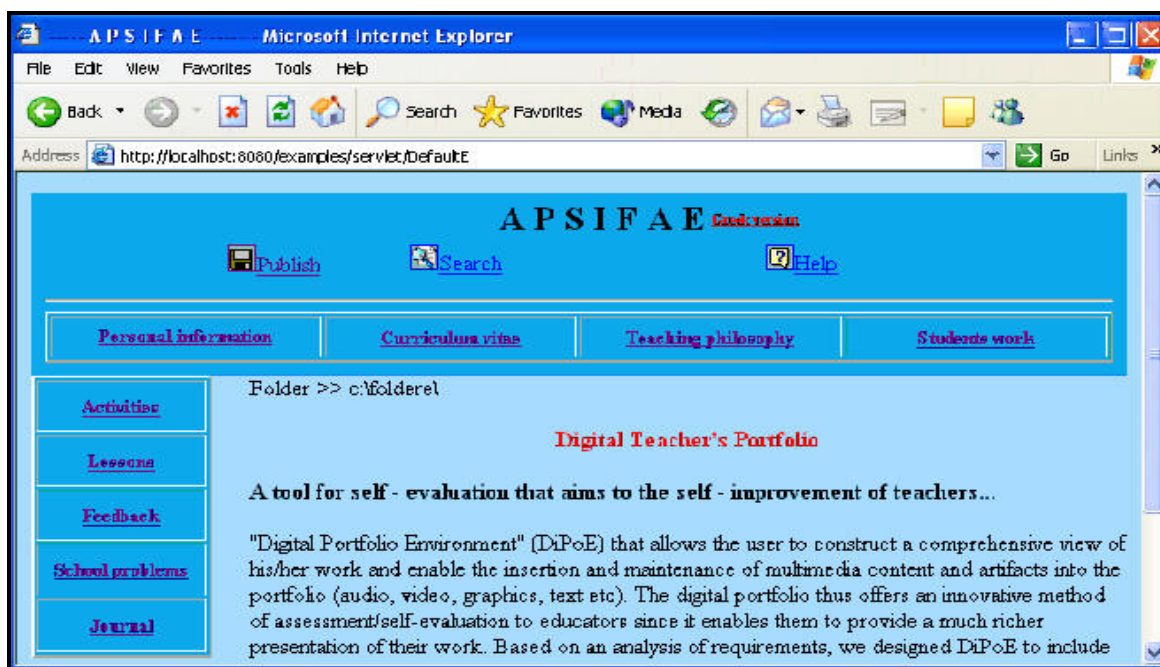 ----- A P S I F A E ------- Microsoft Internet Explorer
File Edit View Favorites Tools Help
Back Search Favorites Media
Address http://localhost:8080/examples/servlet/DefaultE Go Links »
A P S I F A E Greek version
Publish Search Help
Personal information Curriculum vitae Teaching philosophy Students work
Activities
Lessons
Feedback
School problems
Journal
Folder >> c:\foldere\
Digital Teacher's Portfolio
A tool for self - evaluation that aims to the self - improvement of teachers...
"Digital Portfolio Environment" (DiPoE) that allows the user to construct a comprehensive view of
his/her work and enable the insertion and maintenance of multimedia content and artifacts into the
portfolio (audio, video, graphics, text etc). The digital portfolio thus offers an innovative method
of assessment/self-evaluation to educators since it enables them to provide a much richer
presentation of their work. Based on an analysis of requirements, we designed DiPoE to include